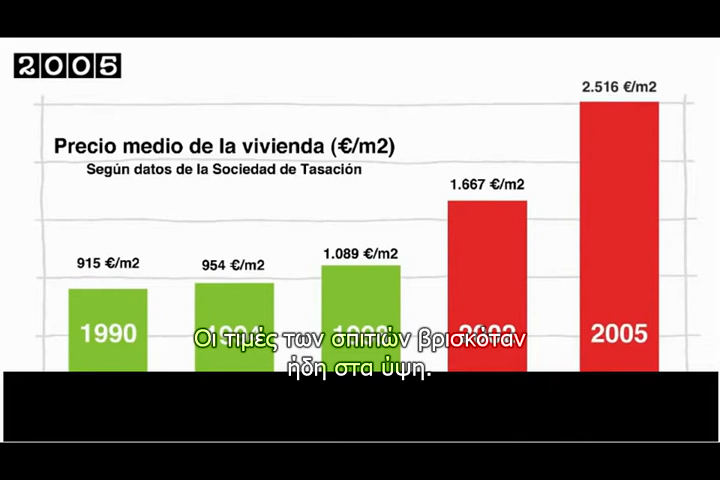 2005
2.516 €/m2
Precio medio de la vivienda (€/m2)
Según datos de la Sociedad de Tasación
1.667 €/m2
1.089 €/m2
915 €/m2
954 €/m2
1990
2005
Οι τιμές των σπιτιών βρισκόταν
ήδη στα ύψη.